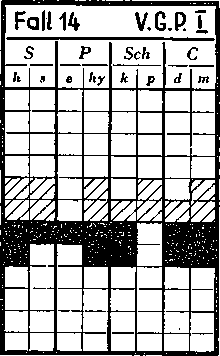 Fall 14 V.G.P. I
S P Sch C
h s e hy k p d m